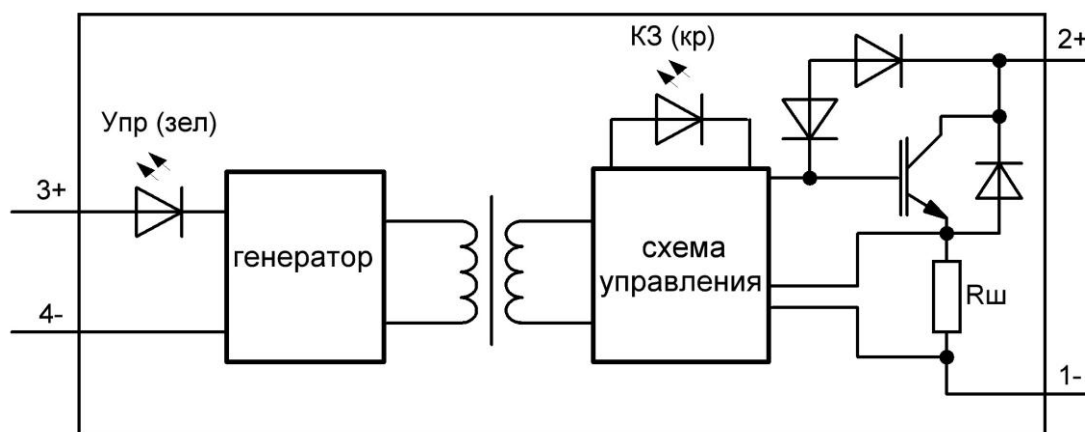 КЗ (кр)
2+
Упр (зел)
3+
генератор
схема
управления
Rш
4-
1-